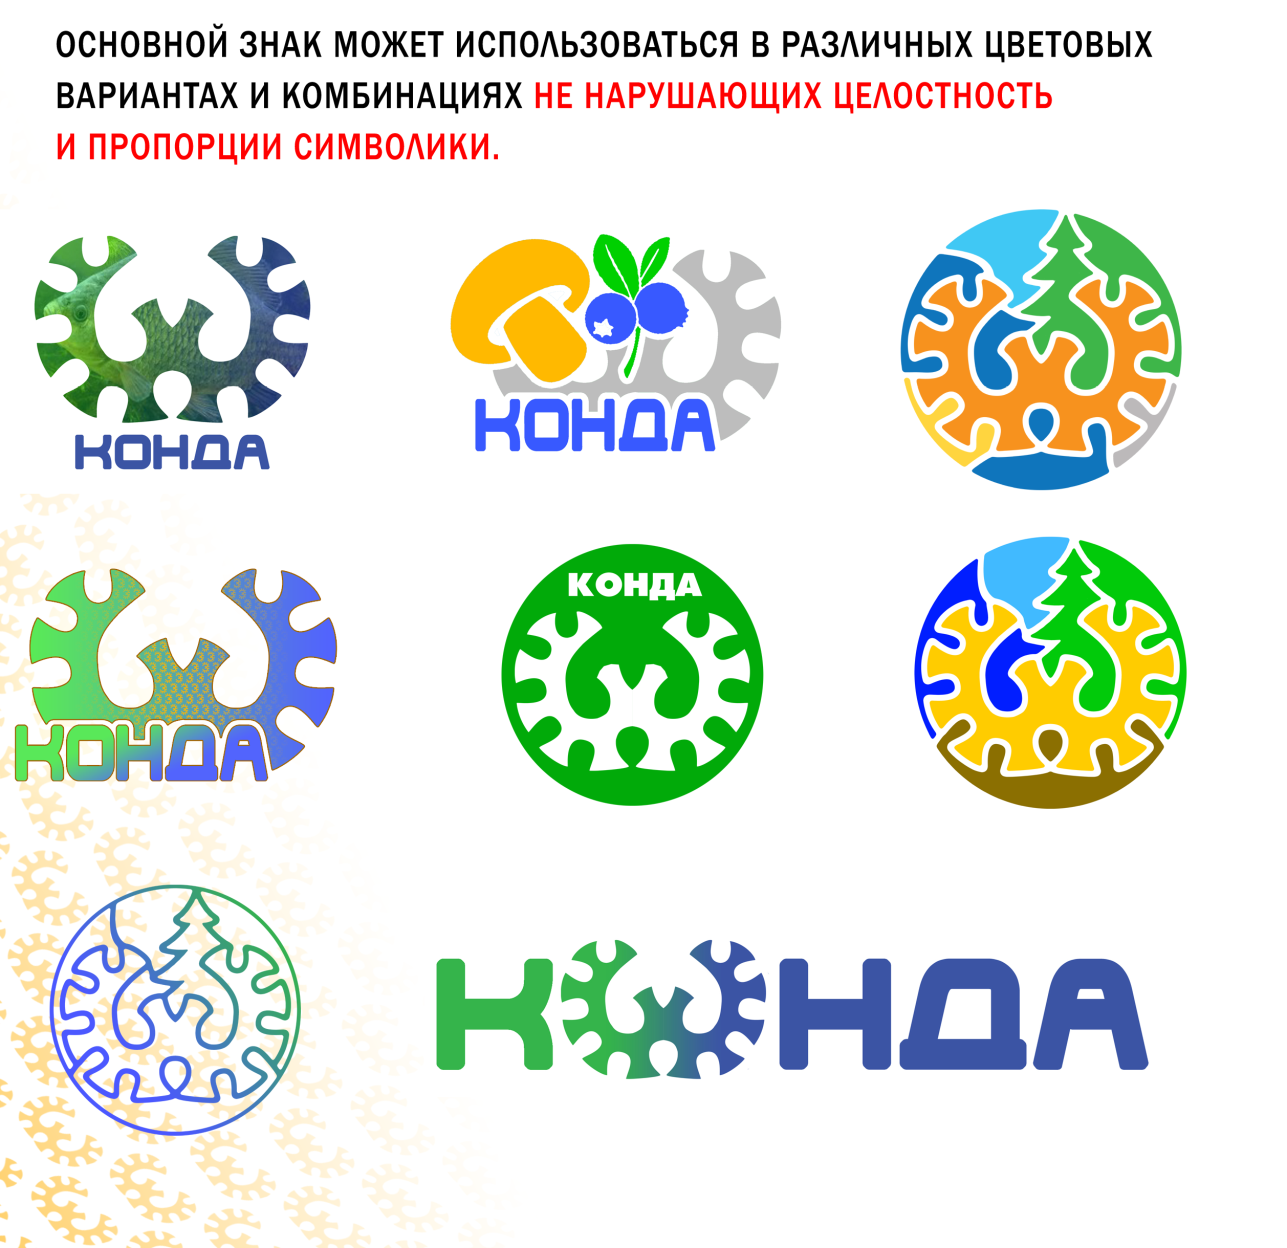 ОСНОВНОЙ ЗНАК МОЖЕТ ИСПОЛЬЗОВАТЬСЯ В РАЗЛИЧНЫХ ЦВЕТОВЫХ
ВАРИАНТАХ И КОМБИНАЦИЯХ НЕ НАРУШАЮЩИХ ЦЕЛОСТНОСТЬ
И ПРОПОРЦИИ СИМВОЛИКИ.
КОНДА
КОНДА
КОНДА
КОНДА
КОНДА